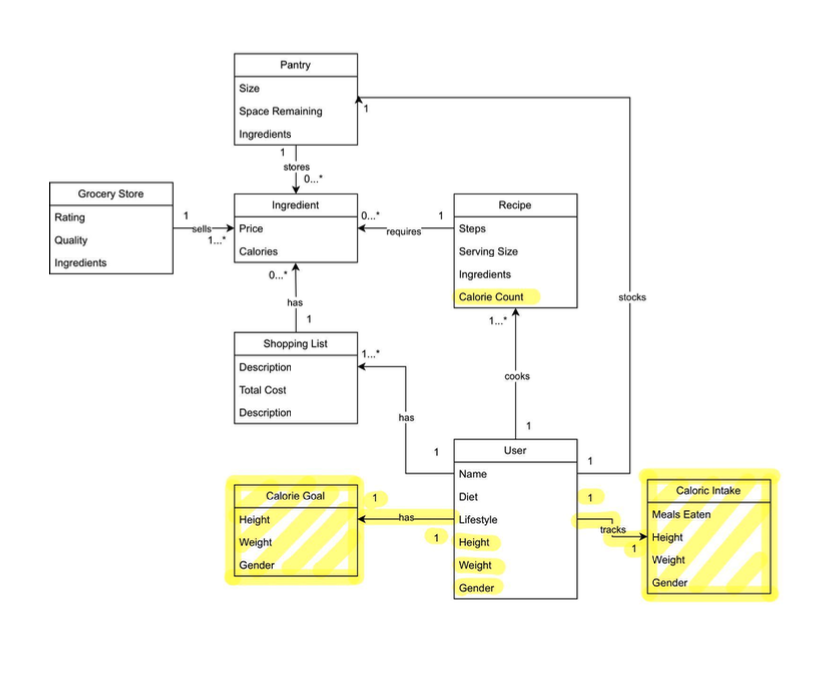 Pantry
Size
Space Remaining
Ingredients
1
1
stores
0...*
Grocery Store
Rating
Quality
Ingredients
1
sells
1...*
Ingredient
Price
Calories
0...*
1
requires
Recipe
Steps
Serving Size
Ingredients
Calorie Count
0...*
has
1
stocks
1...*
cooks
1
Shopping List
Description
Total Cost
Description
1...*
has
1
User
Name
Diet
Lifestyle
Height
Weight
Gender
1
Calorie Goal
Height
Weight
Gender
1
has
1
1
tracks
1
Caloric Intake
Meals Eaten
Height
Weight
Gender